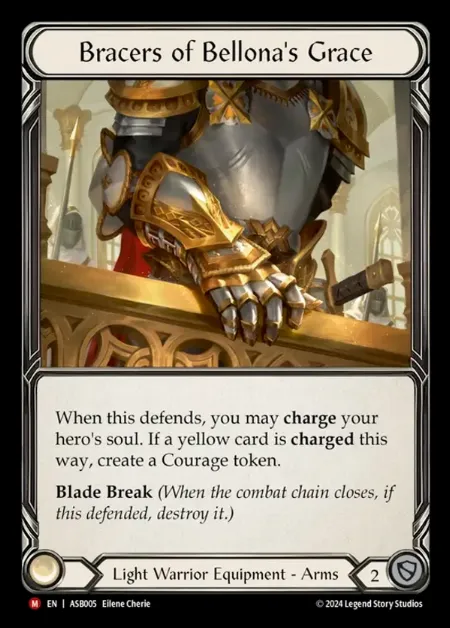 Bracers of Bellona's Grace
When this defends, you may charge your
hero's soul. If a yellow card is charged this
way, create a Courage token.
Blade Break (When the combat chain closes, if
this defended, destroy it.)
Light Warrior Equipment - Arms
2
M EN | ASB005 Eilene Cherie
© 2024 Legend Story Studios